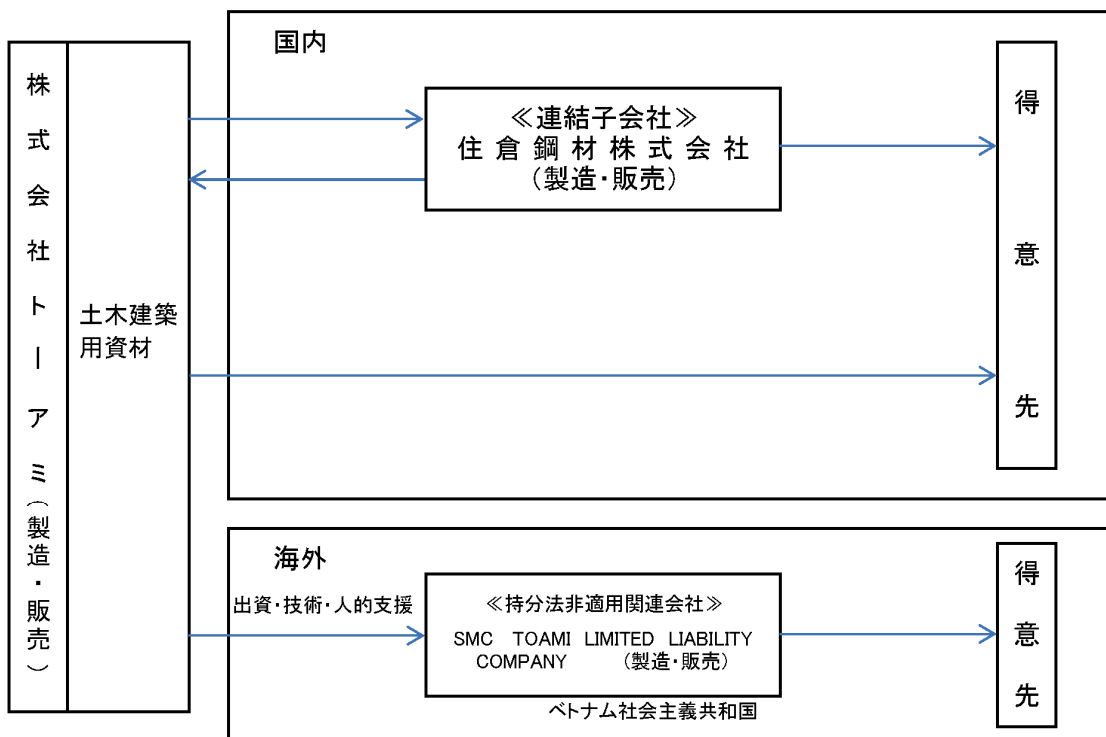 株式会社トーアミ(製造・販売)
土木建築
用資材
国内
≪連結子会社≫
住倉鋼材株式会社
(製造・販売)
得意先
海外
出資・技術・人的支援
≪持分法非適用関連会社≫
SMC TOAMI LIMITED LIABILITY
COMPANY (製造・販売)
ベトナム社会主義共和国
得意先